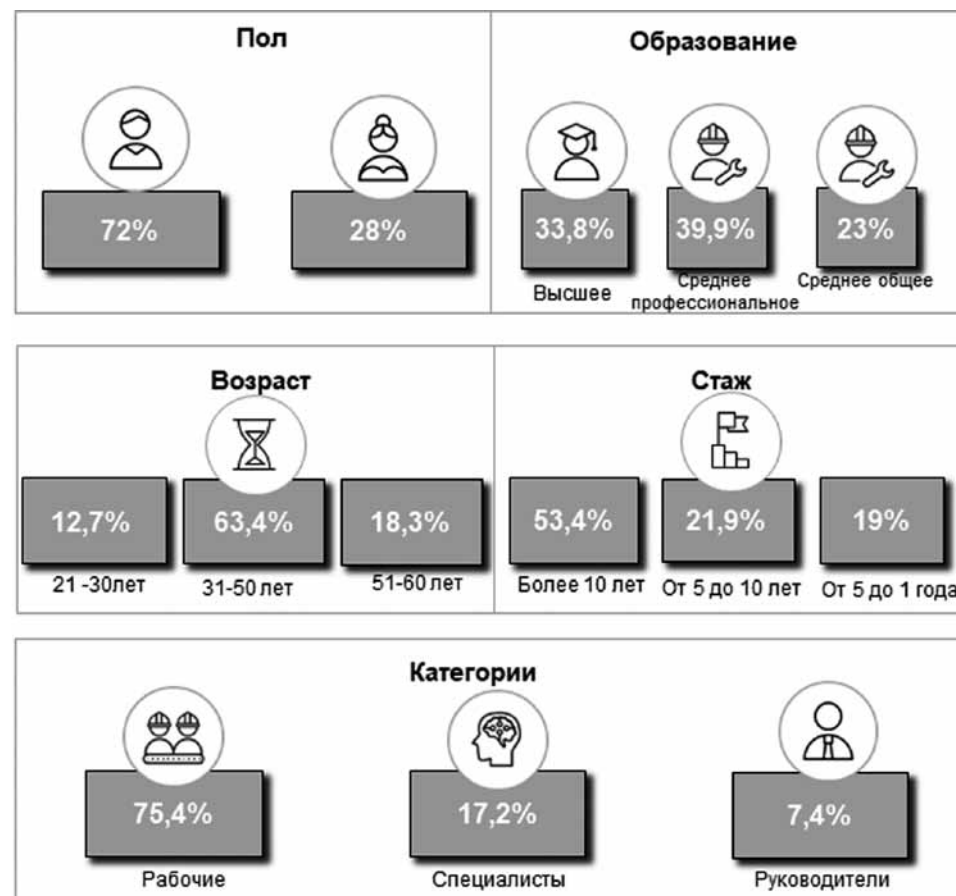 Пол
72%
28%
Образование
33,8%
39,9%
23%
Высшее
Среднее
профессиональное
Среднее общее
Возраст
12,7%
63,4%
18,3%
21 -30лет
31-50 лет
51-60 лет
Стаж
53,4%
21,9%
19%
Более 10 лет
От 5 до 10 лет
От 5 до 1 года
Категории
75,4%
17,2%
7,4%
Рабочие
Специалисты
Руководители